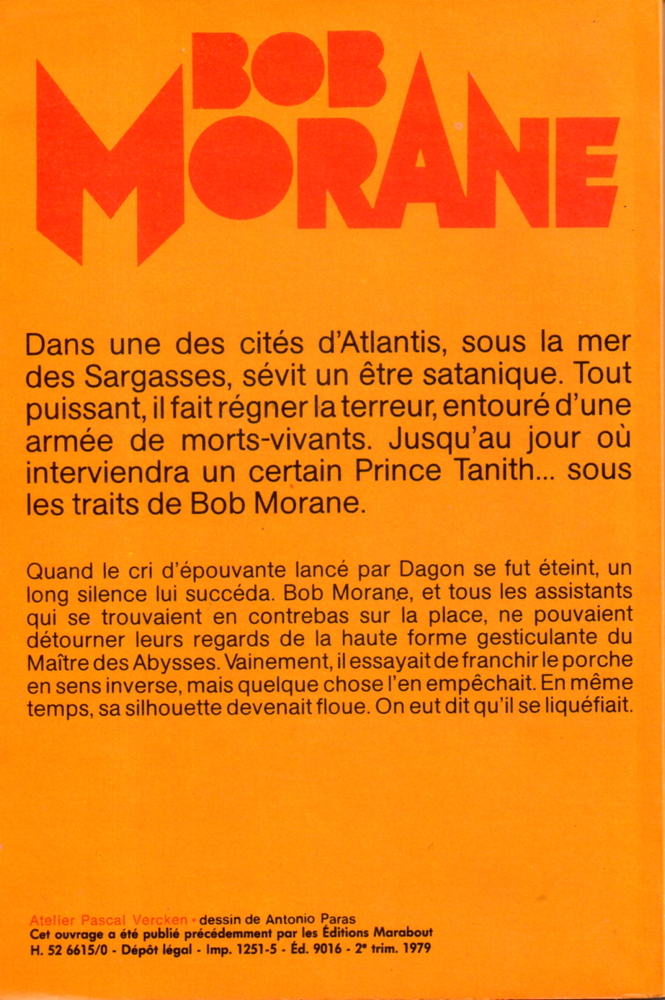 BOB
MORANE
Dans une des cités d'Atlantis, sous la mer
des Sargasses, sévit un être satanique. Tout
puissant, il fait régner la terreur, entouré d'une
armée de morts-vivants. Jusqu'au jour où
interviendra un certain Prince Tanith... sous
les traits de Bob Morane.
Quand le cri d'épouvante lancé par Dagon se fut éteint, un
long silence lui succéda. Bob Morane, et tous les assistants
qui se trouvaient en contrebas sur la place, ne pouvaient
détourner leurs regards de la haute forme gesticulante du
Maître des Abysses. Vainement, il essayait de franchir le porche
en sens inverse, mais quelque chose l'en empêchait. En même
temps, sa silhouette devenait floue. On eut dit qu'il se liquéfiait.
Atelier Pascal Vercken • dessin de Antonio Paras
Cet ouvrage a été publié précédemment par les Éditions Marabout
H. 52 6615/0 - Dépôt légal - Imp. 1251-5 - Éd. 9016 - 2e trim. 1979